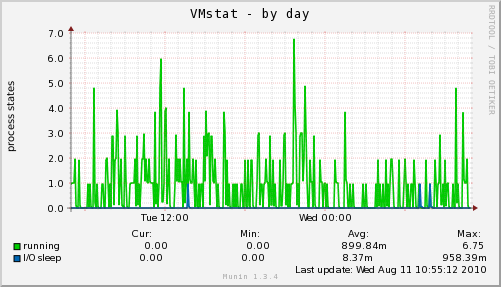 VMstat - by day
RRDTOOL / TOBI OETIKER
process states
7.0
6.0
5.0
4.0
3.0
2.0
1.0
0.0
Tue 12:00 Wed 00:00
Cur: Min: Avg: Max:
running 0.00 0.00 899.84m 6.75
I/O sleep 0.00 0.00 8.37m 958.39m
Last update: Wed Aug 11 10:55:12 2010
Munin 1.3.4